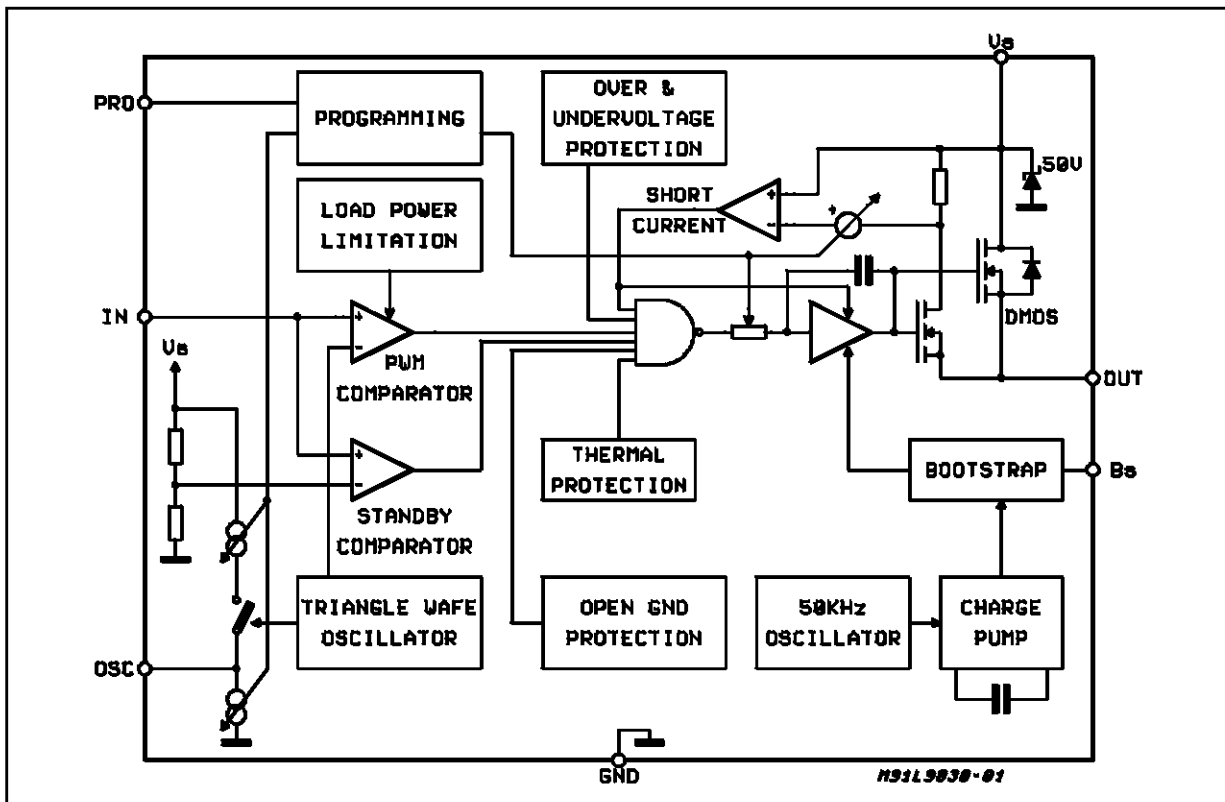 Vs
PRO
PROGRAMMING
OVER &
UNDERVOLTAGE
PROTECTION
50V
LOAD POWER
LIMITATION
SHORT
CURRENT
+
-
+
IN
+
-
PWM
COMPARATOR
DMOS
Vs
OUT
+
-
STANDBY
COMPARATOR
THERMAL
PROTECTION
BOOTSTRAP
Bs
TRIANGLE WAFE
OSCILLATOR
OPEN GND
PROTECTION
50KHz
OSCILLATOR
CHARGE
PUMP
OSC
GND
M91L9830-01